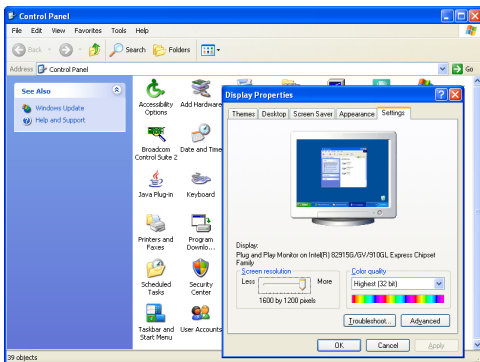 Control Panel
File Edit View Favorites Tools Help
Back Search Folders
Address Control Panel Go
See Also
Windows Update
Help and Support
Accessibility Options
Add Hardware
Broadcom Control Suite 2
Date and Time
Java Plug-in
Keyboard
Printers and Faxes
Program Downlo...
Scheduled Tasks
Security Center
Taskbar and Start Menu
User Accounts
39 objects
Display Properties
Themes Desktop Screen Saver Appearance Settings
Display:
Plug and Play Monitor on Intel(R) 82915G/GV/910GL Express Chipset
Family
Screen resolution
Less More
1600 by 1200 pixels
Color quality
Highest (32 bit)
Troubleshoot... Advanced
OK Cancel Apply